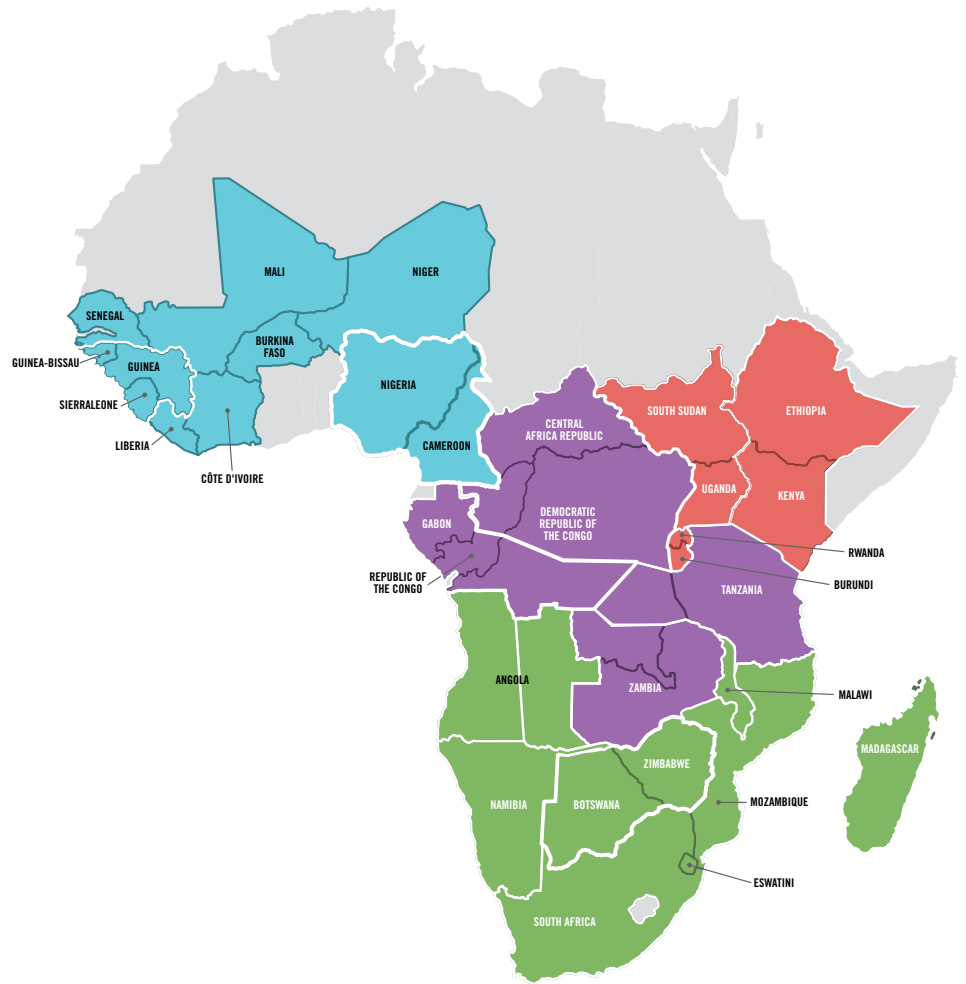 MALI
NIGER
SENEGAL
BURKINA
FASO
GUINEA-BISSAU
GUINEA
NIGERIA
SIERRALEONE
LIBERIA
CAMEROON
CÔTE D'IVOIRE
CENTRAL
AFRICA REPUBLIC
SOUTH SUDAN
ETHIOPIA
UGANDA
KENYA
GABON
DEMOCRATIC
REPUBLIC OF
THE CONGO
RWANDA
REPUBLIC OF
THE CONGO
BURUNDI
TANZANIA
ANGOLA
ZAMBIA
MALAWI
MADAGASCAR
ZIMBABWE
NAMIBIA
BOTSWANA
MOZAMBIQUE
ESWATINI
SOUTH AFRICA